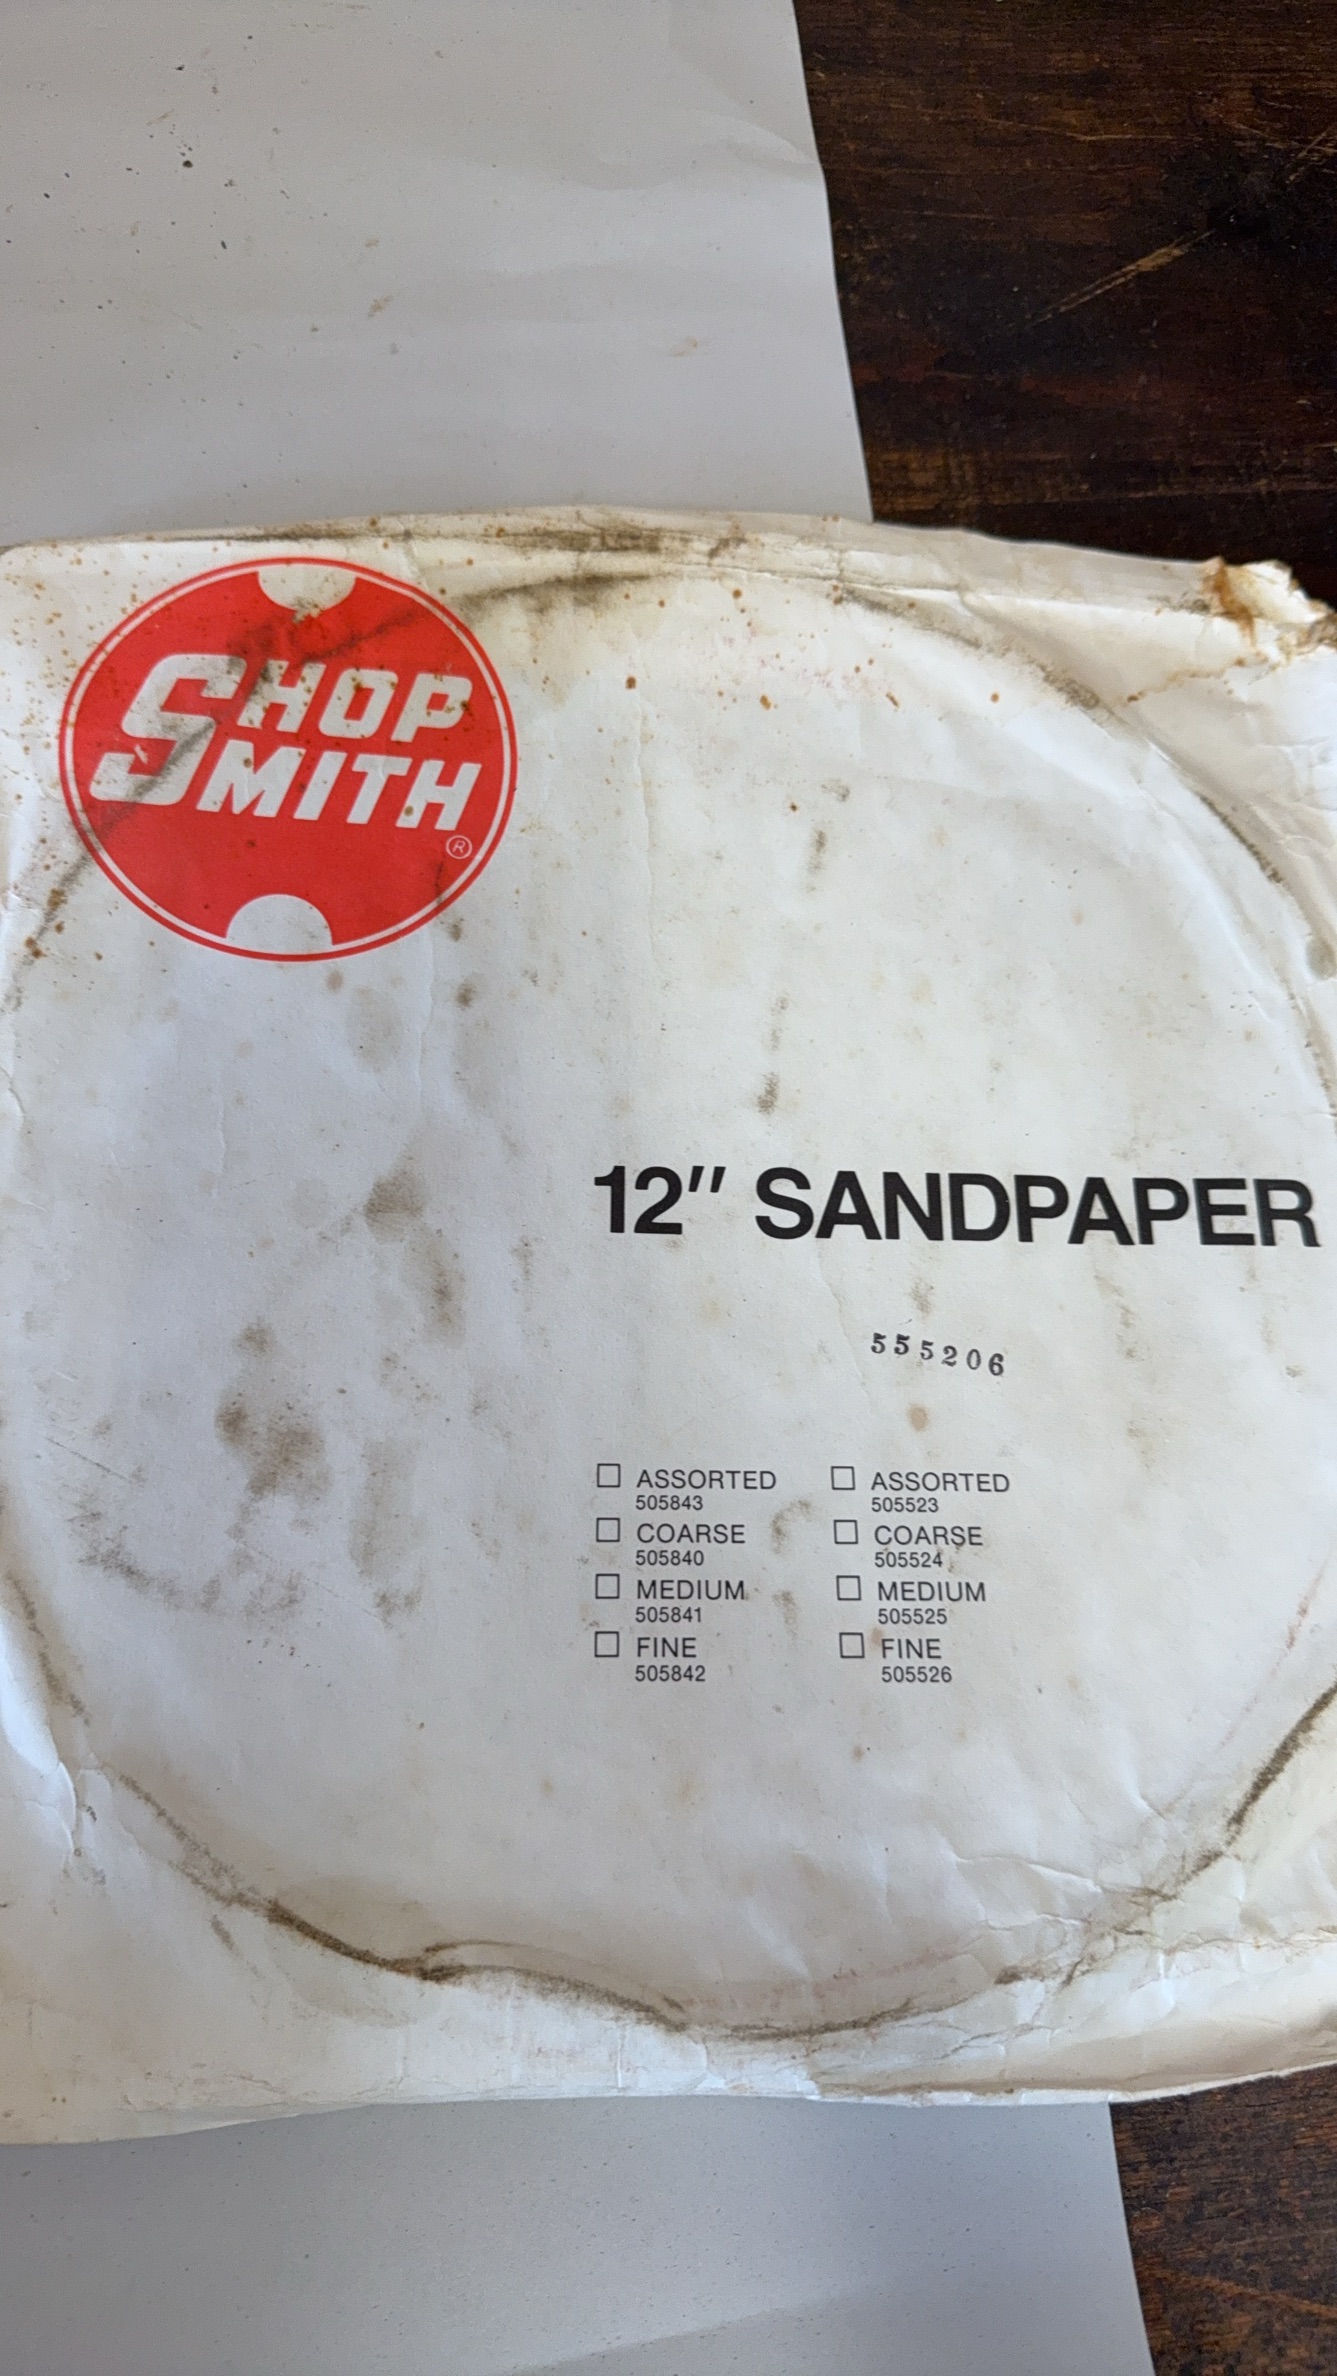 SHOP
SMITH
®
12" SANDPAPER
555206
☐ ASSORTED
505843
☐ COARSE
505840
☐ MEDIUM
505841
☐ FINE
505842
☐ ASSORTED
505523
☐ COARSE
505524
☐ MEDIUM
505525
☐ FINE
505526